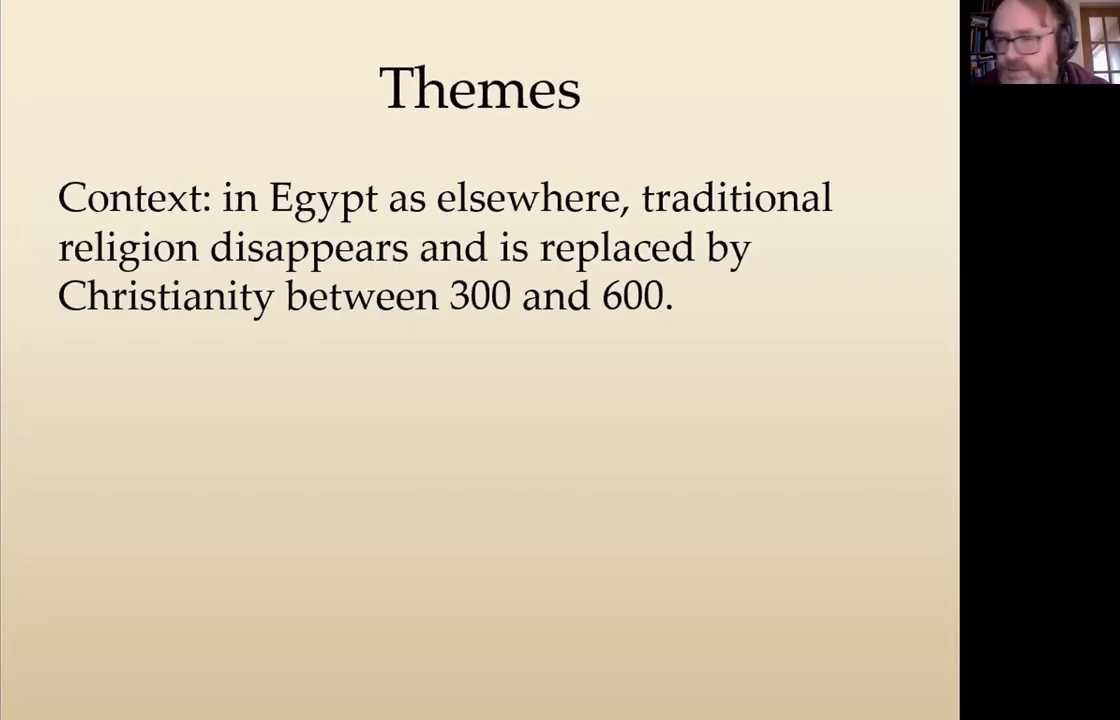 Themes
Context: in Egypt as elsewhere, traditional
religion disappears and is replaced by
Christianity between 300 and 600.